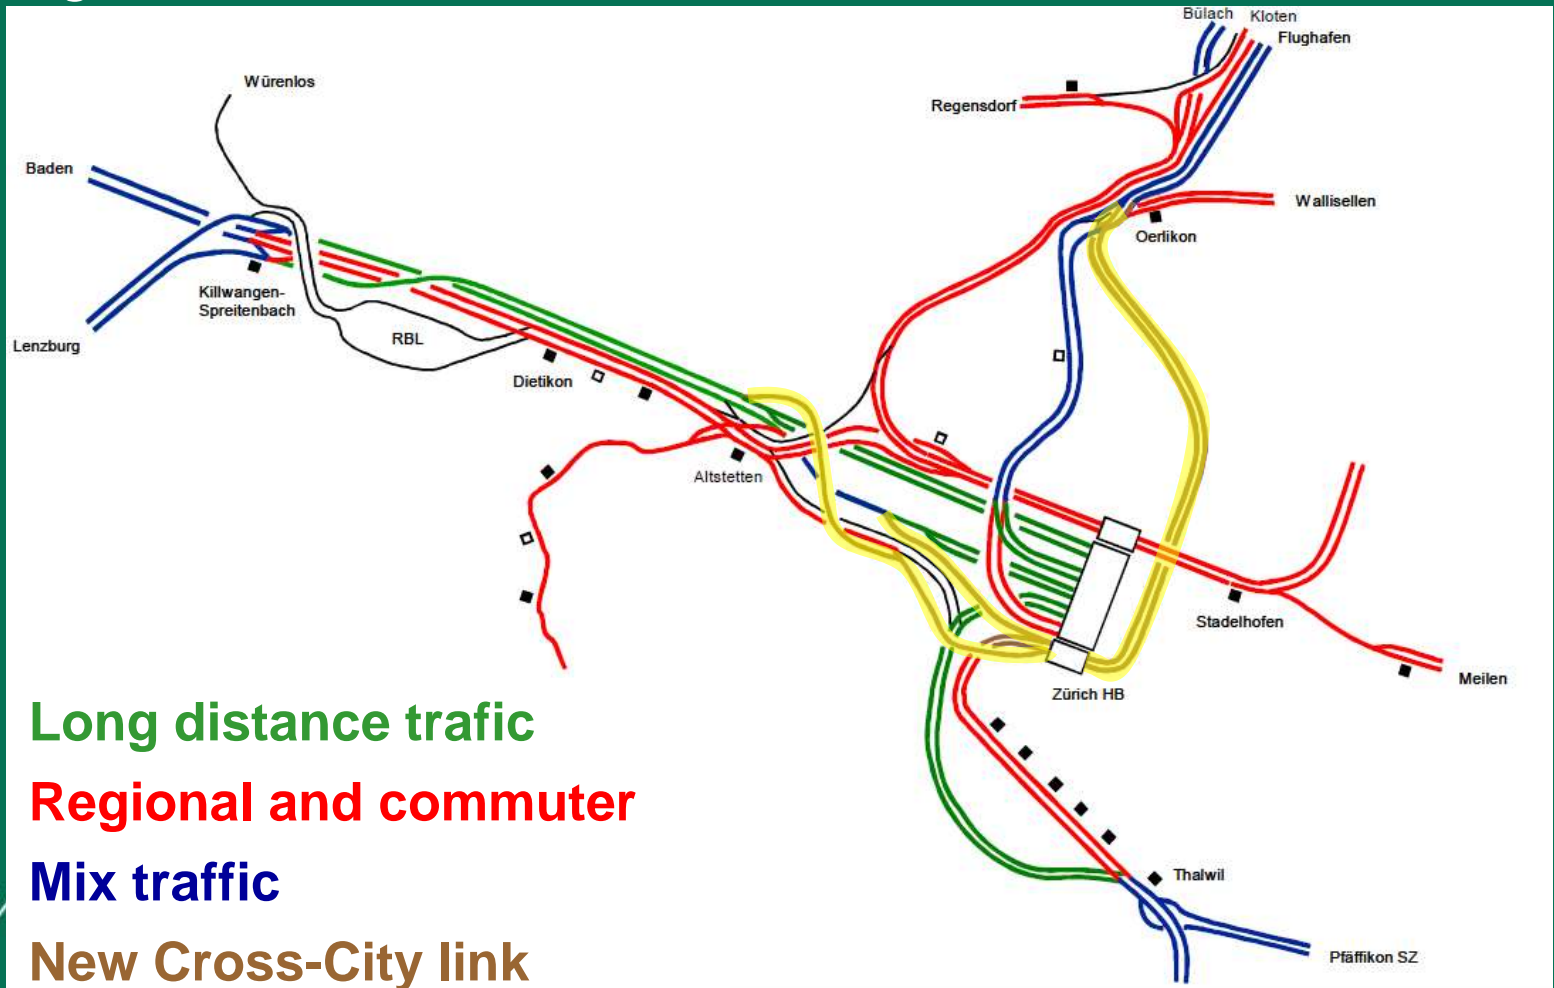 Bülach
Kloten
Flughafen
Würenlos
Regensdorf
Baden
Wallisellen
Oerlikon
Killwangen-
Spreitenbach
RBL
Lenzburg
Dietikon
Altstetten
Stadelhofen
Meilen
Zürich HB
Long distance trafic
Regional and commuter
Mix traffic
Thalwil
New Cross-City link
Pfäffikon SZ